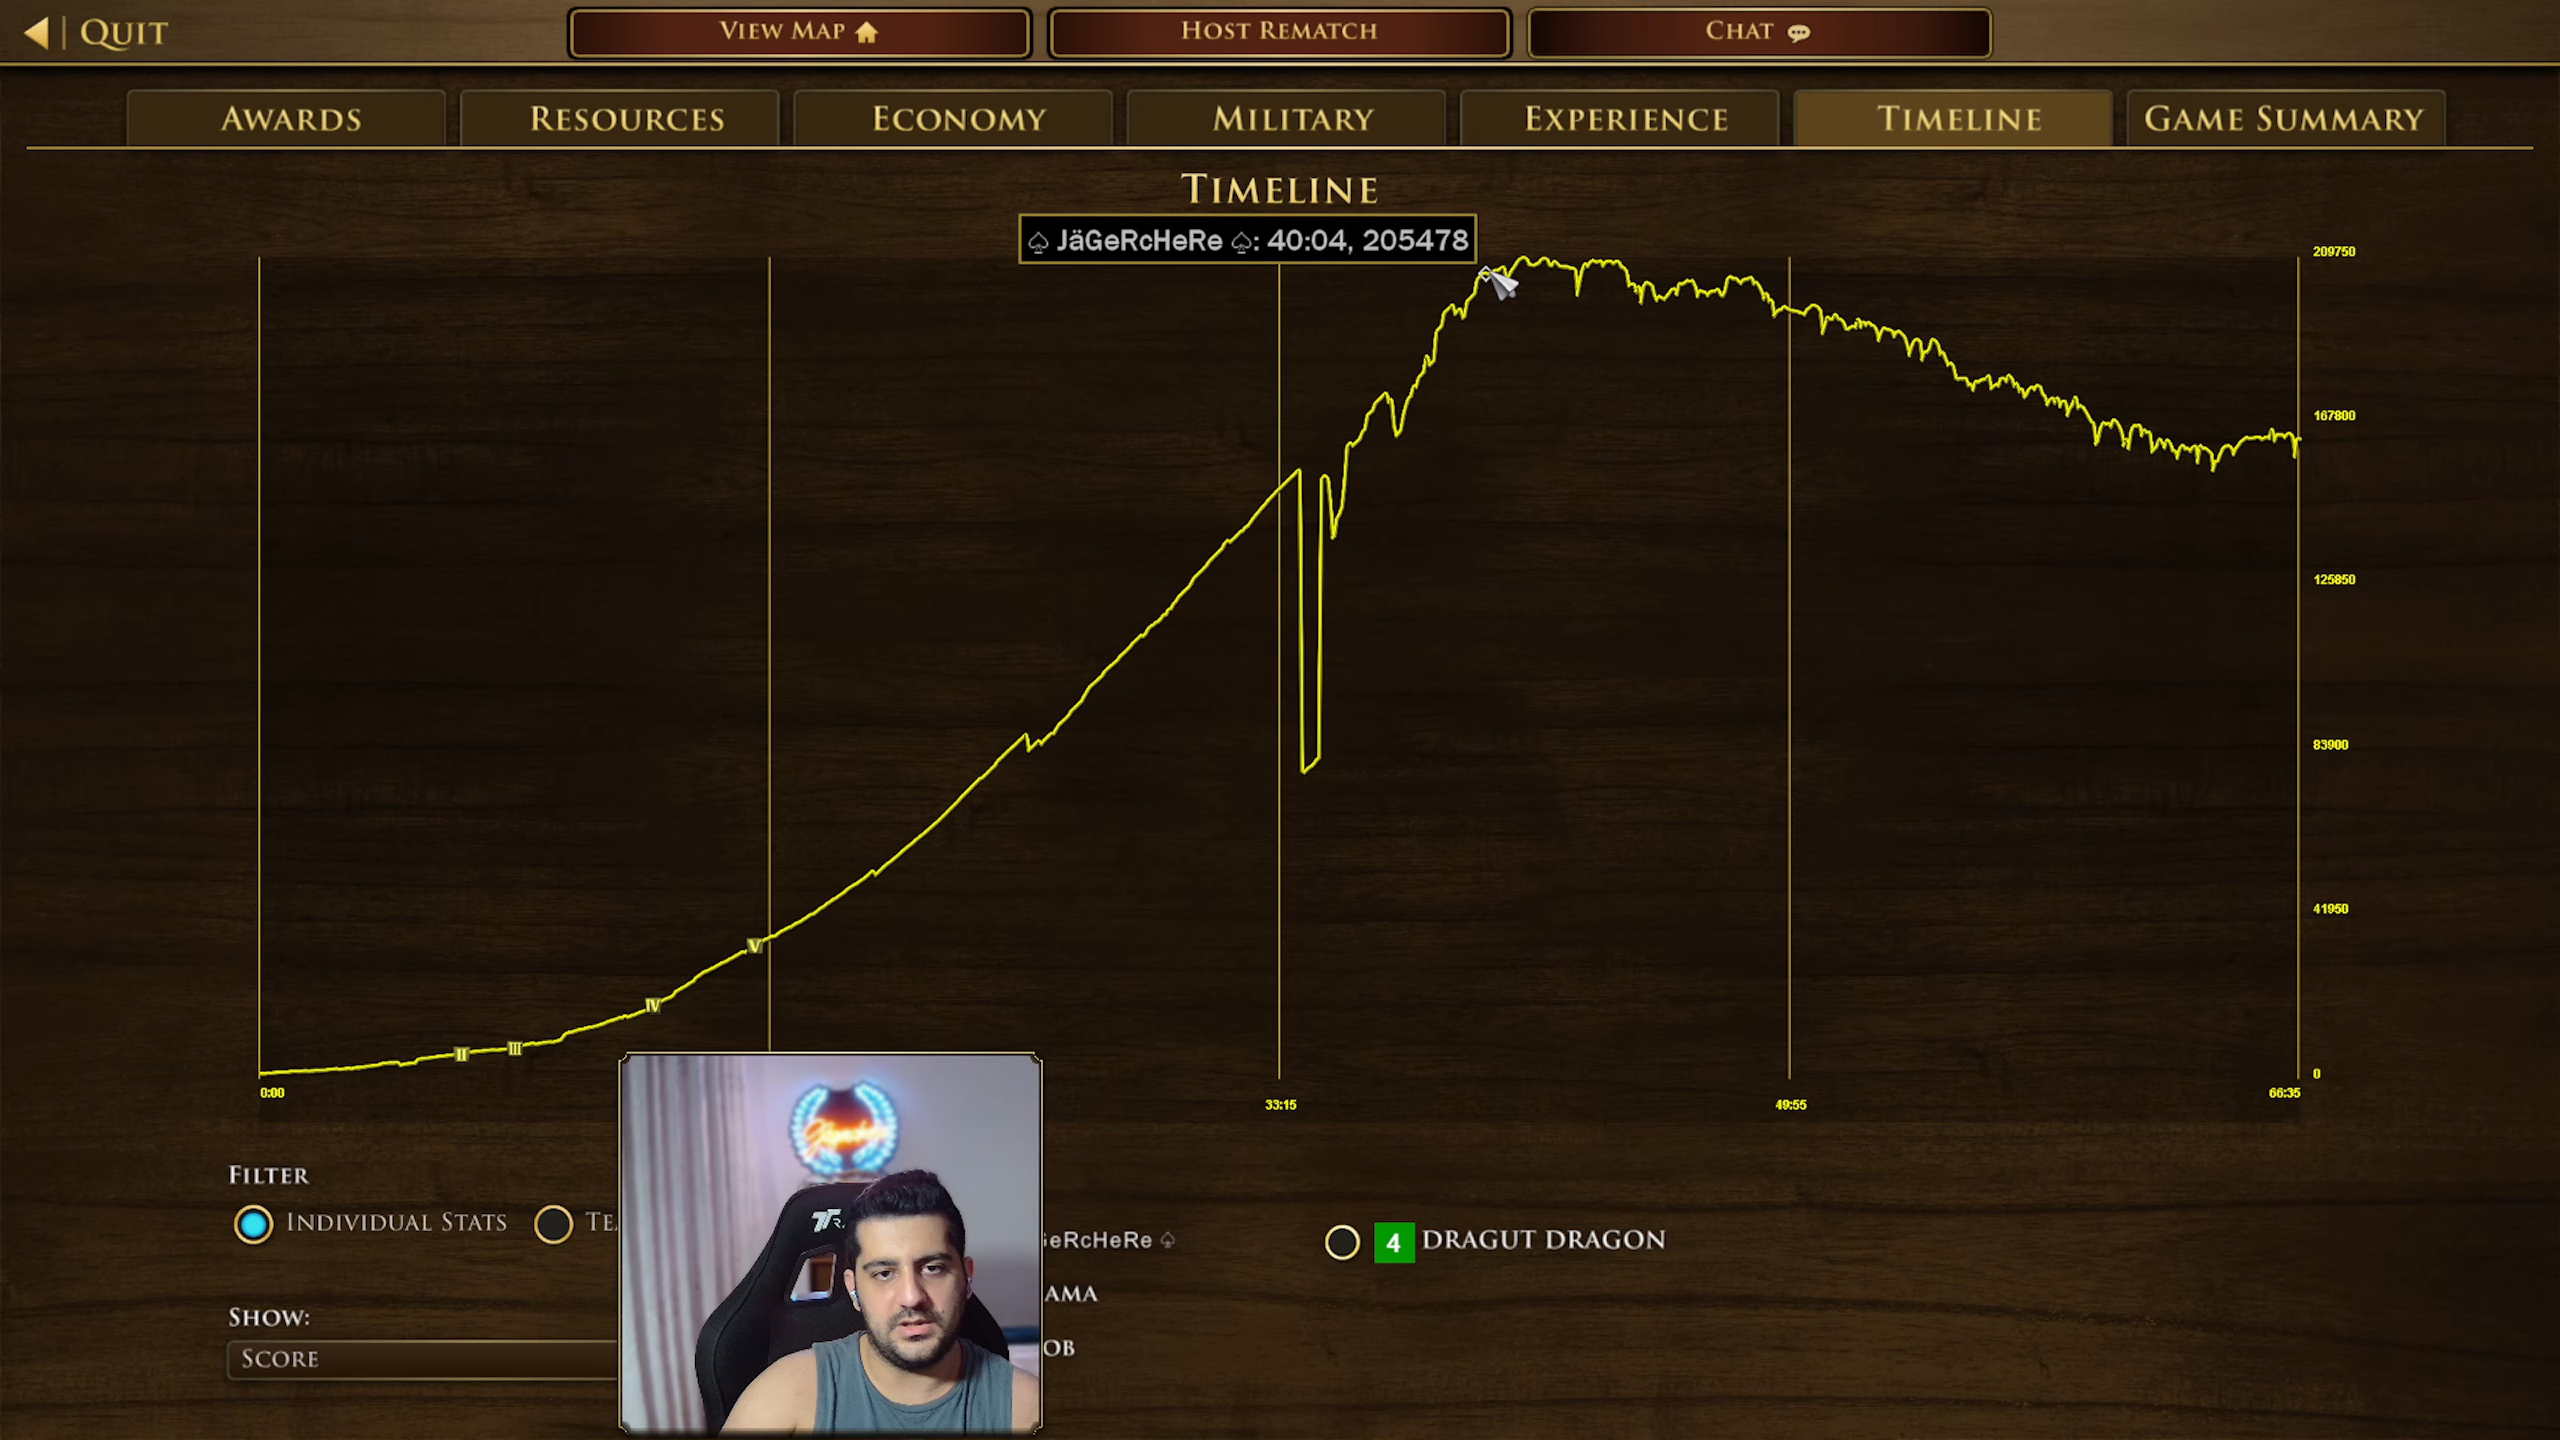 QUIT
VIEW MAP
HOST REMATCH
CHAT
AWARDS
RESOURCES
ECONOMY
MILITARY
EXPERIENCE
TIMELINE
GAME SUMMARY
TIMELINE
♤ JäGeRcHeRe ♤: 40:04, 205478
209750
167800
125850
83900
41950
0
II
III
IV
V
0:00
33:15
49:55
66:35
FILTER
INDIVIDUAL STATS
TE
GeRcHeRe ♤
4 DRAGUT DRAGON
AMA
OB
SHOW:
SCORE